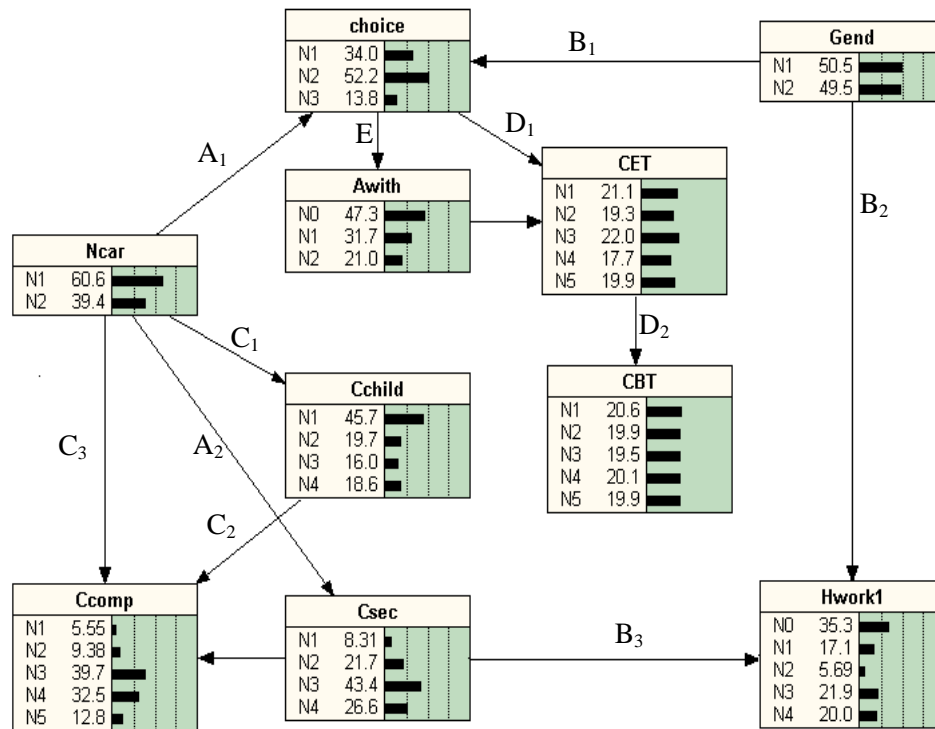 choice
N1 34.0
N2 52.2
N3 13.8
B₁
Gend
N1 50.5
N2 49.5
A₁
E
D₁
Awith
N0 47.3
N1 31.7
N2 21.0
CET
N1 21.1
N2 19.3
N3 22.0
N4 17.7
N5 19.9
B₂
Ncar
N1 60.6
N2 39.4
C₁
D₂
Cchild
N1 45.7
N2 19.7
N3 16.0
N4 18.6
CBT
N1 20.6
N2 19.9
N3 19.5
N4 20.1
N5 19.9
C₃
A₂
C₂
Ccomp
N1 5.55
N2 9.38
N3 39.7
N4 32.5
N5 12.8
Csec
N1 8.31
N2 21.7
N3 43.4
N4 26.6
B₃
Hwork1
N0 35.3
N1 17.1
N2 5.69
N3 21.9
N4 20.0